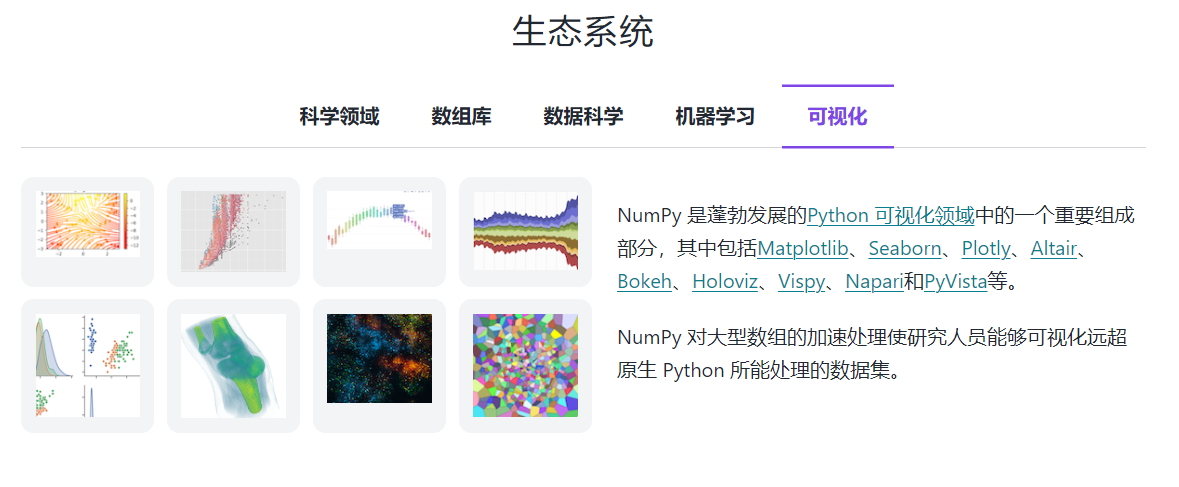 生态系统
科学领域 数组库 数据科学 机器学习 可视化
NumPy 是蓬勃发展的Python 可视化领域中的一个重要组成
部分，其中包括Matplotlib、Seaborn、Plotly、Altair、
Bokeh、Holoviz、Vispy、Napari和PyVista等。
NumPy 对大型数组的加速处理使研究人员能够可视化远超
原生 Python 所能处理的数据集。